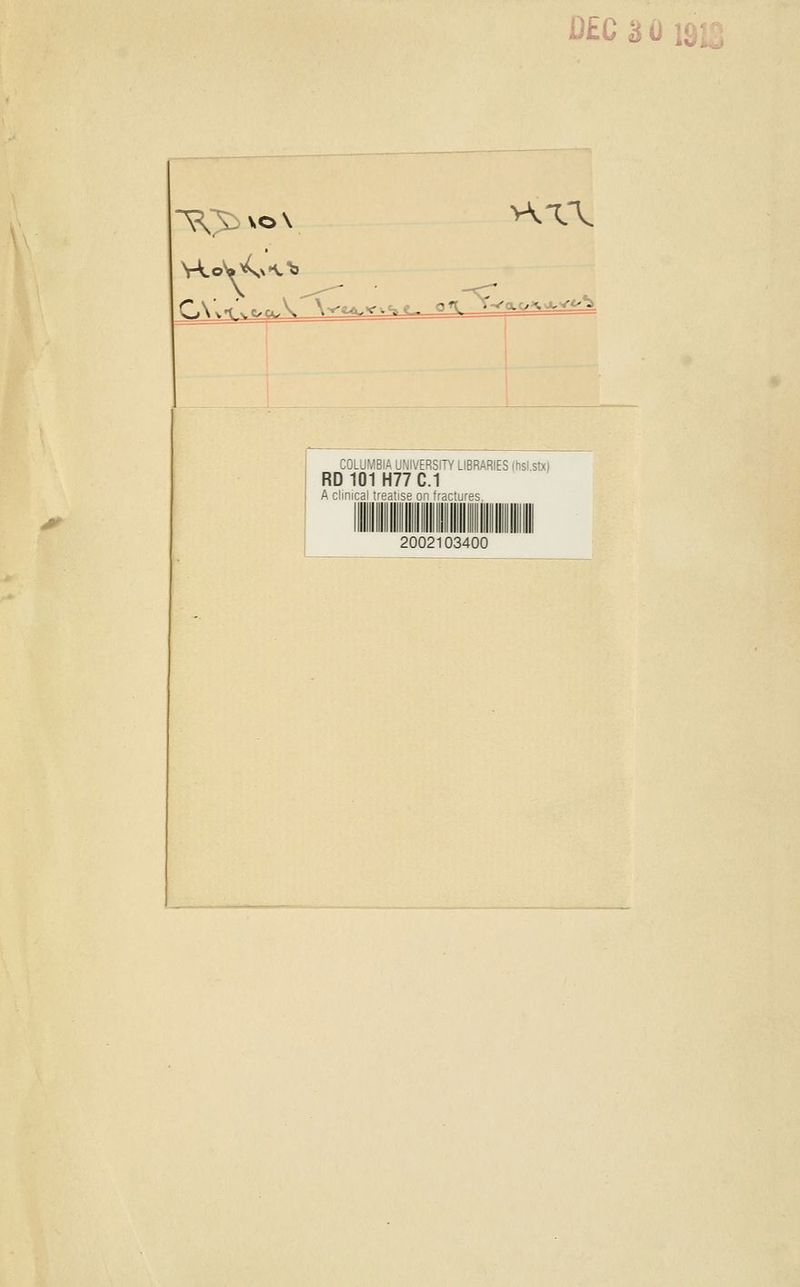 DEC 30 191
RD101 H77
Hopkins
Clinical Treatise on Fractures
COLUMBIA UNIVERSITY LIBRARIES (hsl.stx)
RD 101 H77 C.1
A clinical treatise on fractures,
2002103400